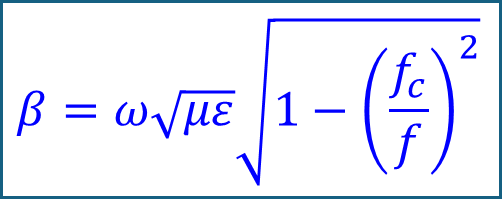 β = ω√με √(1 − (f_c/f)²)